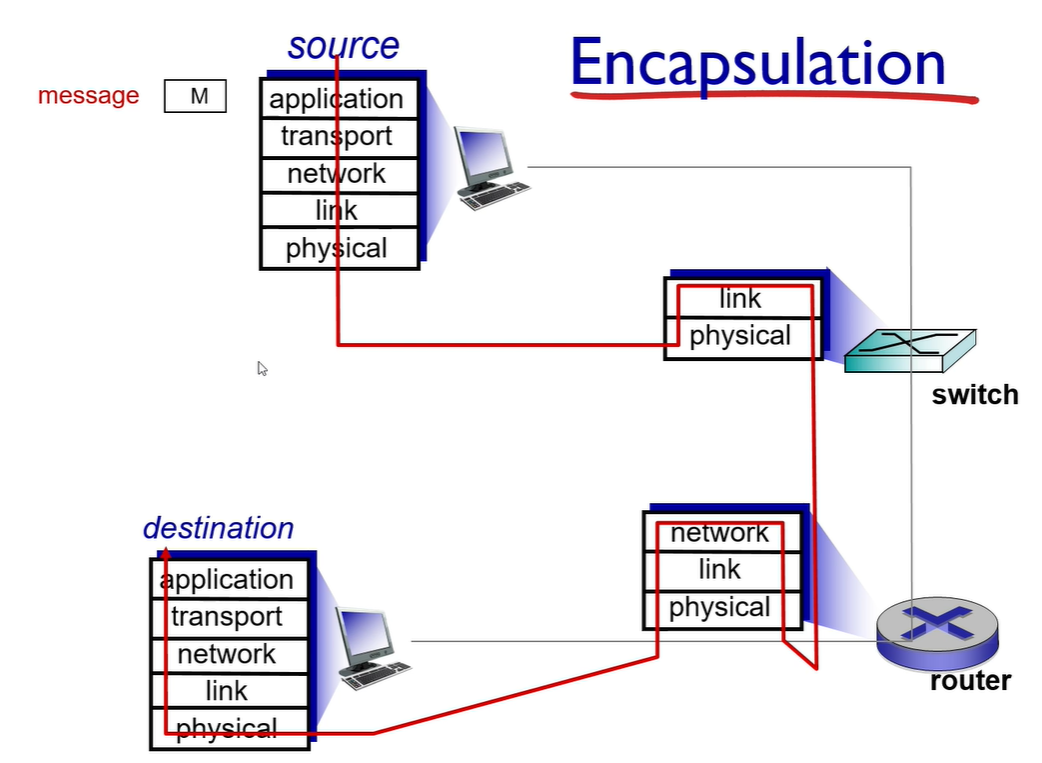 source
Encapsulation
message
M
application
transport
network
link
physical
link
physical
switch
destination
network
link
physical
application
transport
network
link
physical
router